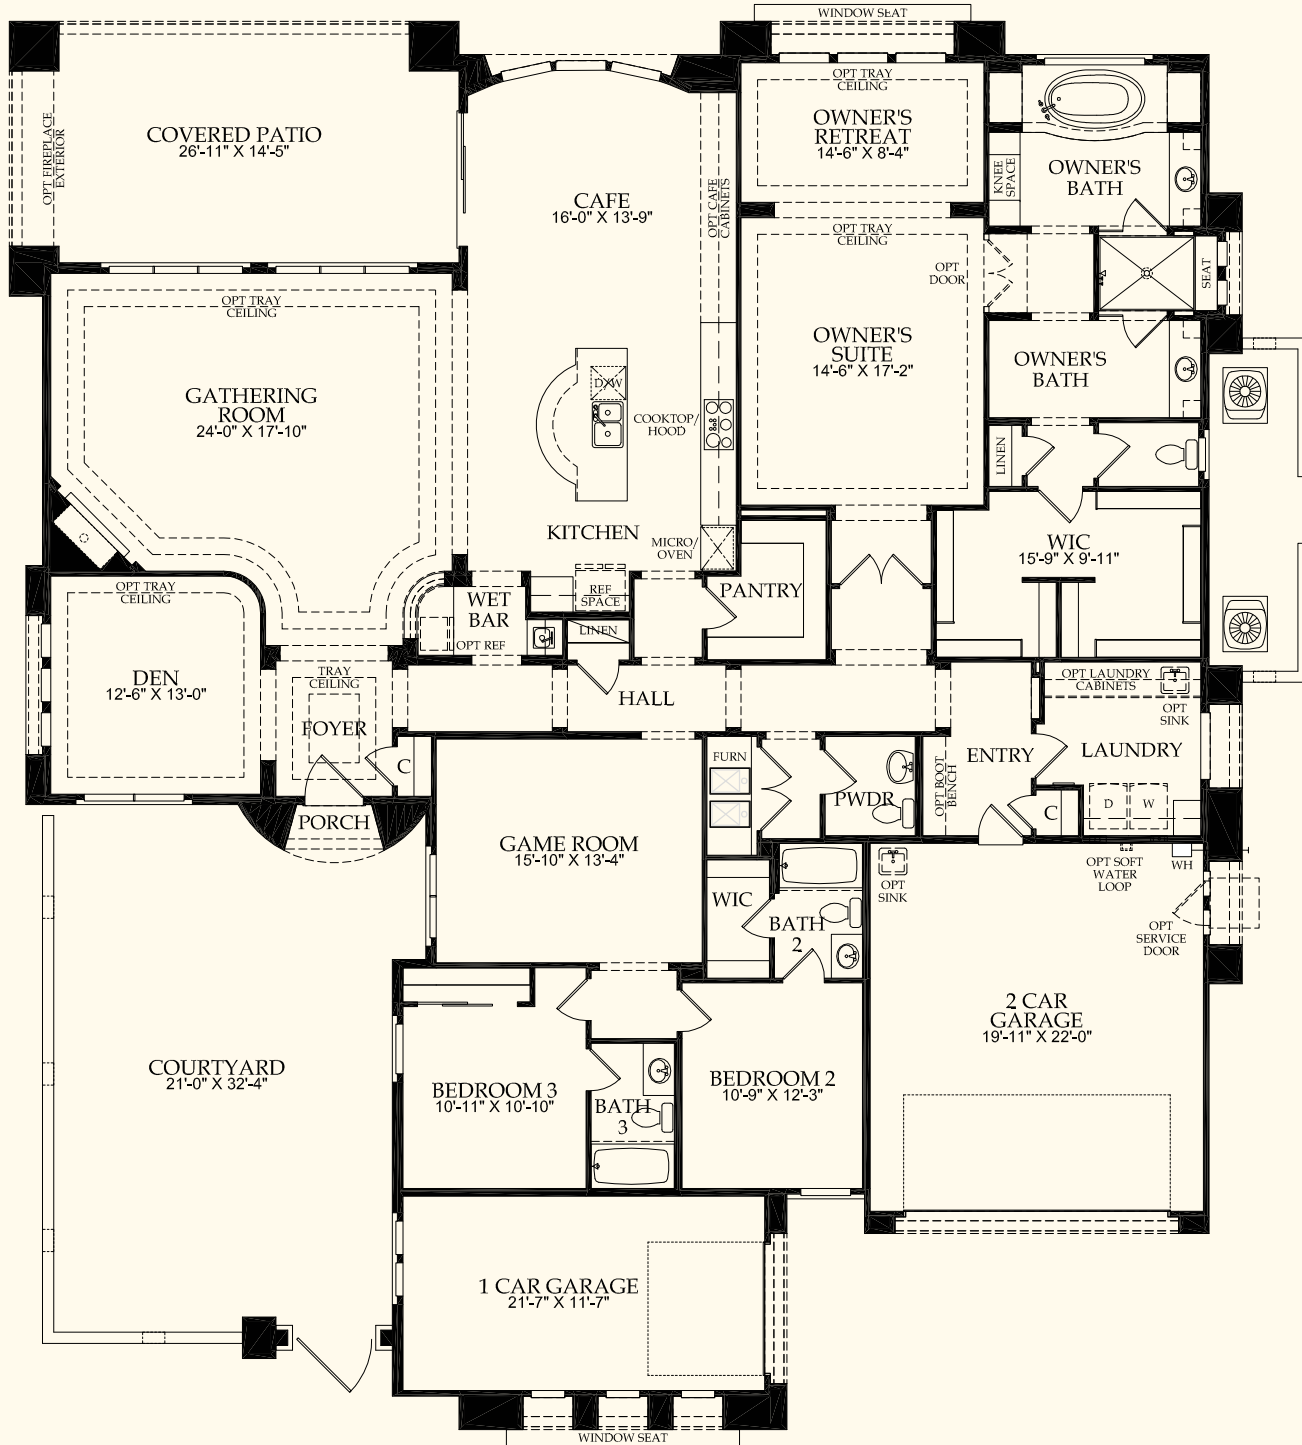 WINDOW SEAT
OPT TRAY
CEILING
OWNER'S
RETREAT
14'-6" X 8'-4"
COVERED PATIO
26'-11" X 14'-5"
OPT FIREPLACE
EXTERIOR
CAFE
16'-0" X 13'-9"
OPT CAFE
CABINETS
KNEE
SPACE
OWNER'S
BATH
OPT TRAY
CEILING
OPT
DOOR
SEAT
OPT TRAY
CEILING
GATHERING
ROOM
24'-0" X 17'-10"
OWNER'S
SUITE
14'-6" X 17'-2"
OWNER'S
BATH
DXW
COOKTOP/
HOOD
LINEN
KITCHEN
MICRO/
OVEN
WIC
15'-9" X 9'-11"
OPT TRAY
CEILING
WET
BAR
OPT REF
REF
SPACE
LINEN
PANTRY
DEN
12'-6" X 13'-0"
TRAY
CEILING
FOYER
HALL
OPT LAUNDRY
CABINETS
OPT
SINK
C
FURN
PWDR
OPT BOOT
BENCH
ENTRY
LAUNDRY
D
W
C
PORCH
GAME ROOM
15'-10" X 13'-4"
WIC
BATH
2
OPT
SINK
OPT SOFT
WATER
LOOP
WH
OPT
SERVICE
DOOR
2 CAR
GARAGE
19'-11" X 22'-0"
COURTYARD
21'-0" X 32'-4"
BEDROOM 3
10'-11" X 10'-10"
BATH
3
BEDROOM 2
10'-9" X 12'-3"
1 CAR GARAGE
21'-7" X 11'-7"
WINDOW SEAT